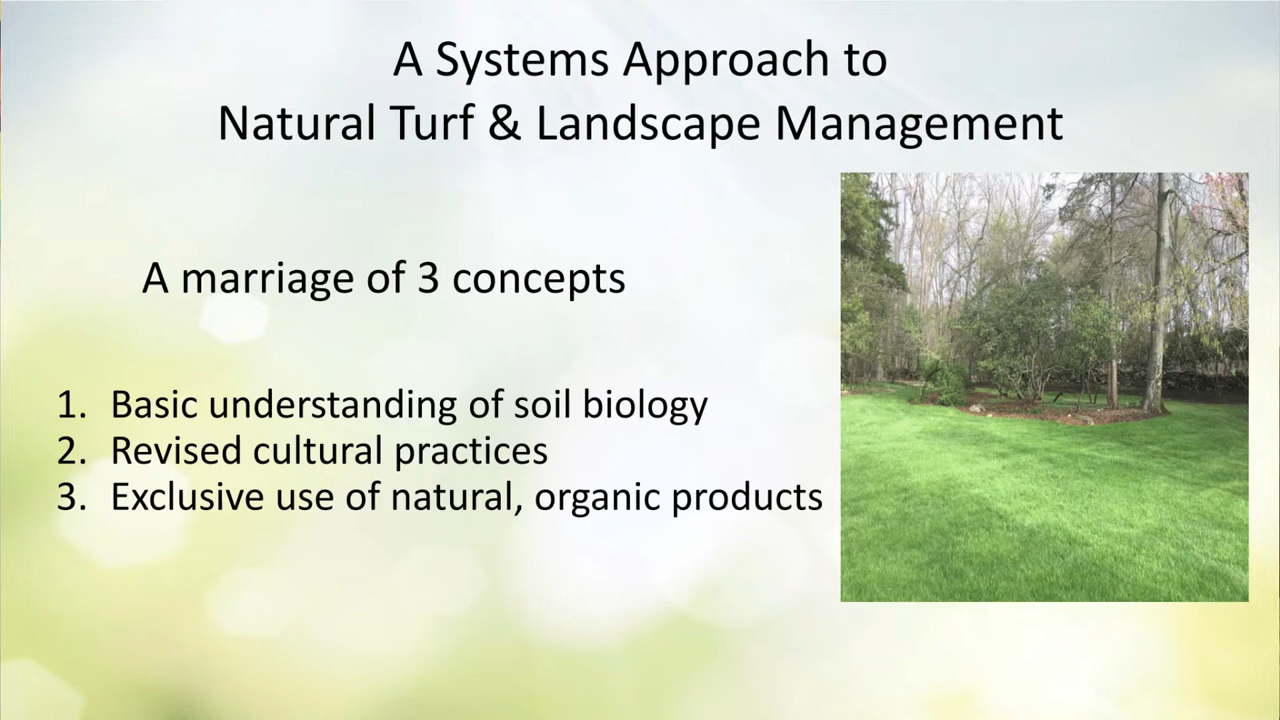 A Systems Approach to
Natural Turf & Landscape Management
A marriage of 3 concepts
1. Basic understanding of soil biology
2. Revised cultural practices
3. Exclusive use of natural, organic products